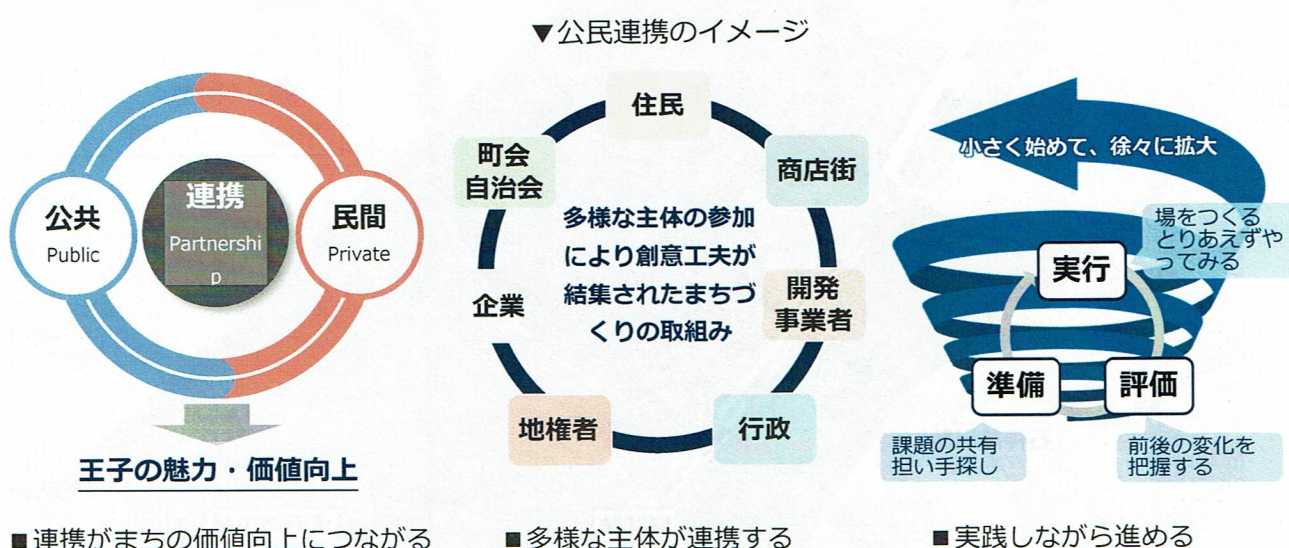 ▼公民連携のイメージ
公共
Public
連携
Partnershi
p
民間
Private
王子の魅力・価値向上
■連携がまちの価値向上につながる
住民
町会
自治会
商店街
多様な主体の参加
により創意工夫が
結集されたまちづ
くりの取組み
企業
開発
事業者
地権者
行政
■多様な主体が連携する
小さく始めて、徐々に拡大
場をつくる
とりあえずや
ってみる
実行
準備
評価
課題の共有
担い手探し
前後の変化を
把握する
■実践しながら進める